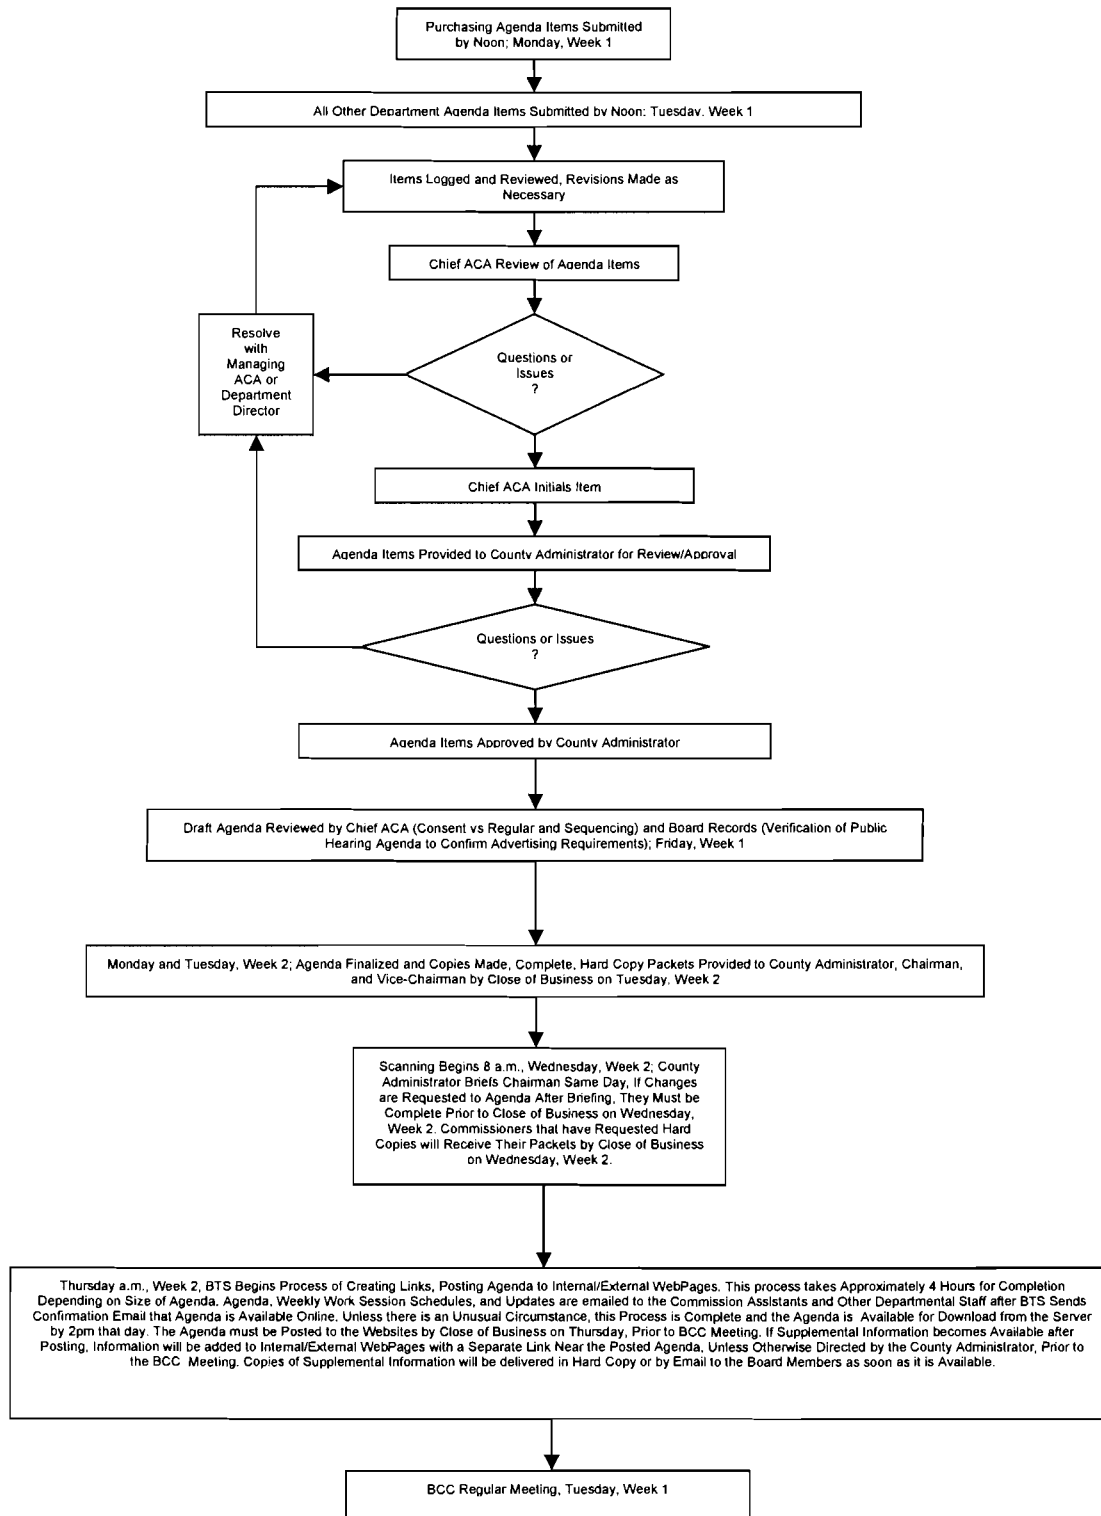 Purchasing Agenda Items Submitted
by Noon; Monday, Week 1
All Other Department Agenda Items Submitted by Noon; Tuesday, Week 1
Items Logged and Reviewed, Revisions Made as
Necessary
Chief ACA Review of Agenda Items
Resolve
with
Managing
ACA or
Department
Director
Questions or
Issues
?
Chief ACA Initials Item
Agenda Items Provided to County Administrator for Review/Approval
Questions or Issues
?
Agenda Items Approved by County Administrator
Draft Agenda Reviewed by Chief ACA (Consent vs Regular and Sequencing) and Board Records (Verification of Public
Hearing Agenda to Confirm Advertising Requirements); Friday, Week 1
Monday and Tuesday, Week 2; Agenda Finalized and Copies Made, Complete, Hard Copy Packets Provided to County Administrator, Chairman,
and Vice-Chairman by Close of Business on Tuesday, Week 2
Scanning Begins 8 a.m., Wednesday, Week 2; County
Administrator Briefs Chairman Same Day, If Changes
are Requested to Agenda After Briefing, They Must be
Complete Prior to Close of Business on Wednesday,
Week 2. Commissioners that have Requested Hard
Copies will Receive Their Packets by Close of Business
on Wednesday, Week 2.
Thursday a.m., Week 2, BTS Begins Process of Creating Links, Posting Agenda to Internal/External WebPages. This process takes Approximately 4 Hours for Completion
Depending on Size of Agenda. Agenda, Weekly Work Session Schedules, and Updates are emailed to the Commission Assistants and Other Departmental Staff after BTS Sends
Confirmation Email that Agenda is Available Online. Unless there is an Unusual Circumstance, this Process is Complete and the Agenda is Available for Download from the Server
by 2pm that day. The Agenda must be Posted to the Websites by Close of Business on Thursday, Prior to BCC Meeting. If Supplemental Information becomes Available after
Posting, Information will be added to Internal/External WebPages with a Separate Link Near the Posted Agenda, Unless Otherwise Directed by the County Administrator, Prior to
the BCC Meeting. Copies of Supplemental Information will be delivered in Hard Copy or by Email to the Board Members as soon as it is Available.
BCC Regular Meeting, Tuesday, Week 1